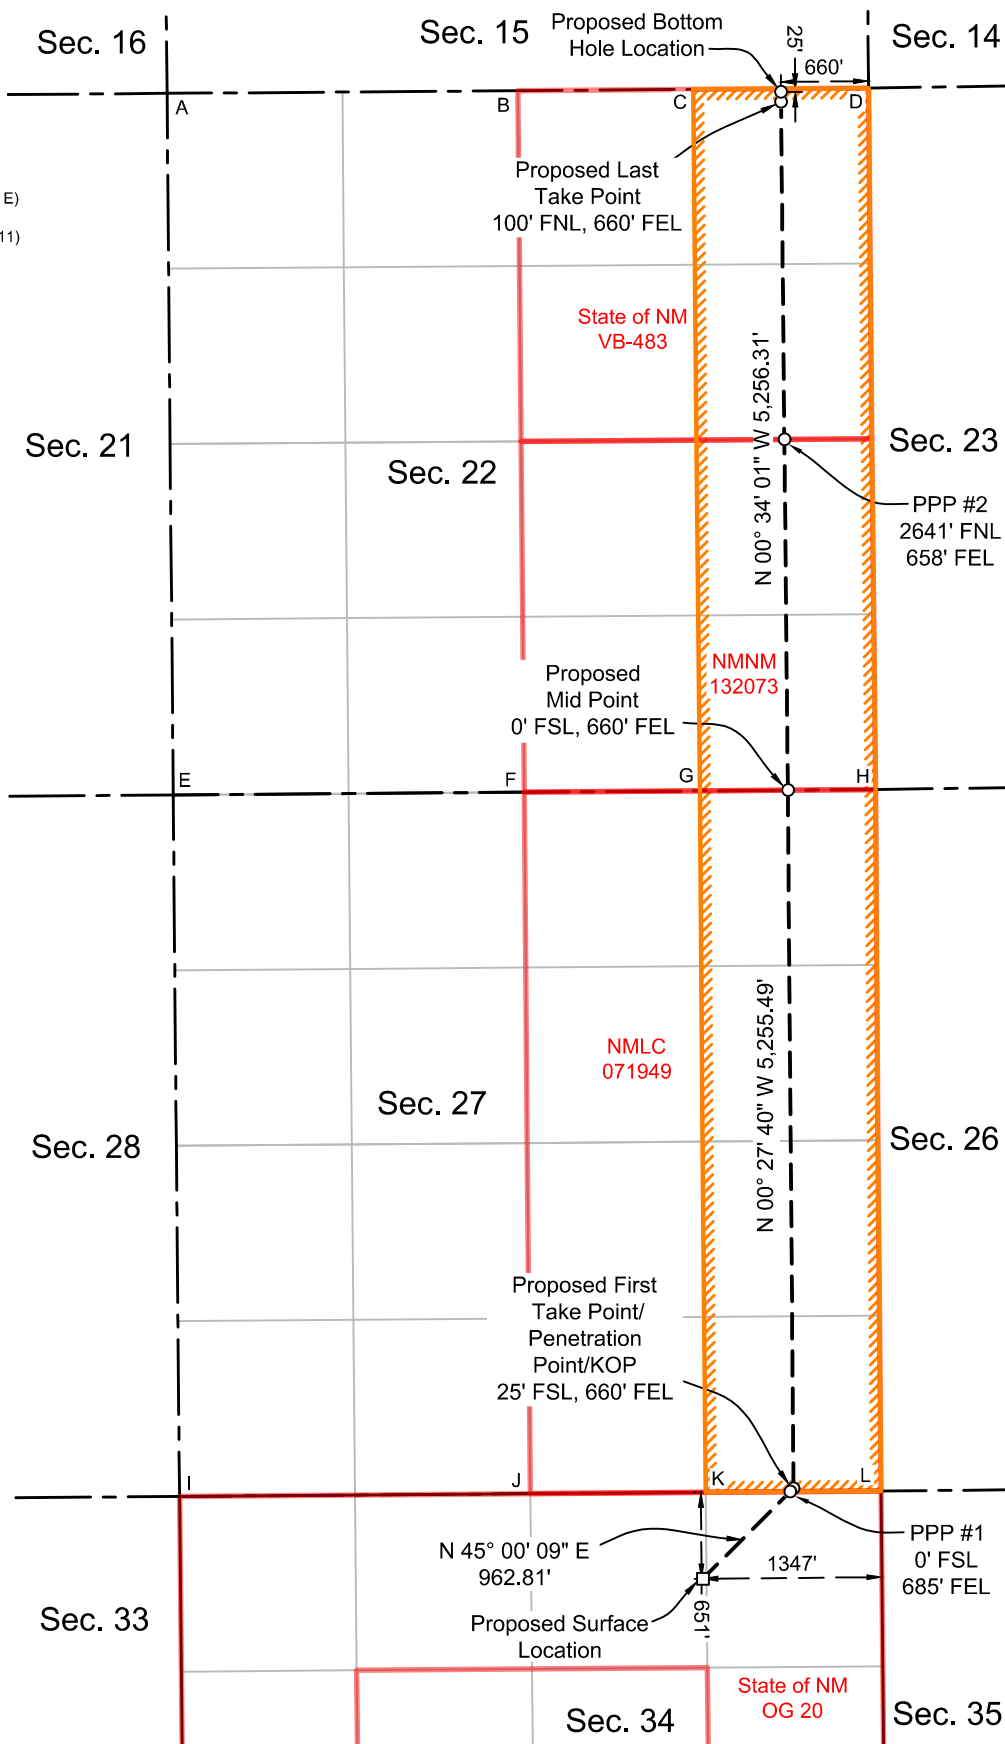 Sec. 16
Sec. 15
Proposed Bottom
Hole Location
25'
660'
Sec. 14
A
B
C
D
E)
11)
Proposed Last
Take Point
100' FNL, 660' FEL
State of NM
VB-483
N 00° 34' 01" W 5,256.31'
Sec. 21
Sec. 22
Sec. 23
PPP #2
2641' FNL
658' FEL
NMNM
132073
Proposed
Mid Point
0' FSL, 660' FEL
E
F
G
H
N 00° 27' 40" W 5,255.49'
NMLC
071949
Sec. 27
Sec. 28
Sec. 26
Proposed First
Take Point/
Penetration
Point/KOP
25' FSL, 660' FEL
I
J
K
L
N 45° 00' 09" E
962.81'
1347'
651'
PPP #1
0' FSL
685' FEL
Sec. 33
Proposed Surface
Location
State of NM
OG 20
Sec. 34
Sec. 35